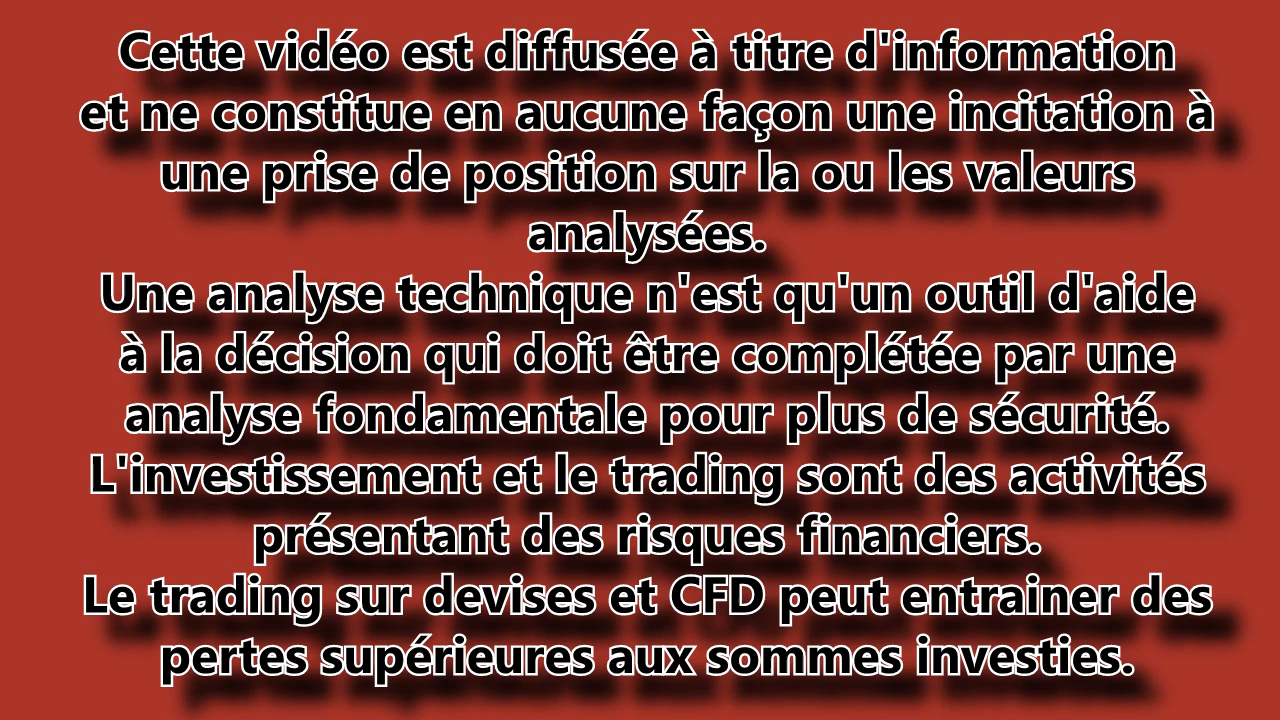 Cette vidéo est diffusée à titre d'information
et ne constitue en aucune façon une incitation à
une prise de position sur la ou les valeurs
analysées.
Une analyse technique n'est qu'un outil d'aide
à la décision qui doit être complétée par une
analyse fondamentale pour plus de sécurité.
L'investissement et le trading sont des activités
présentant des risques financiers.
Le trading sur devises et CFD peut entrainer des
pertes supérieures aux sommes investies.